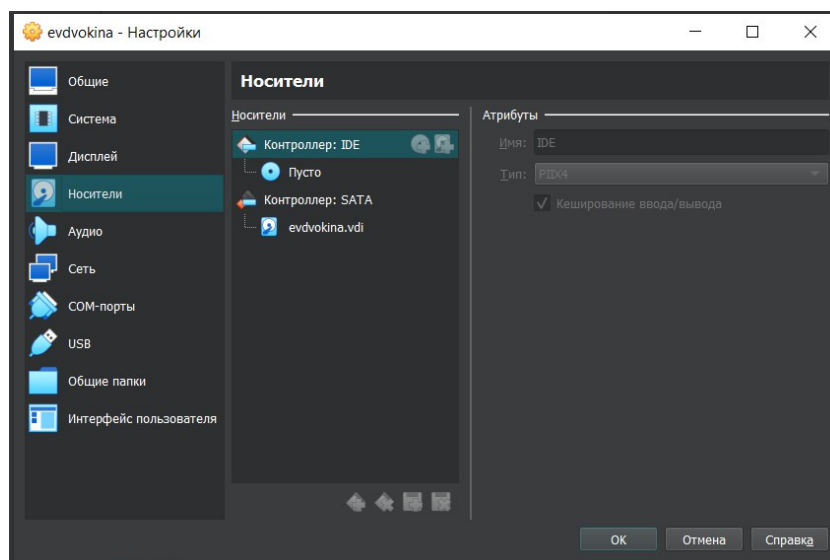 evdvokina - Настройки
Общие
Система
Дисплей
Носители
Аудио
Сеть
COM-порты
USB
Общие папки
Интерфейс пользователя
Носители
Носители
Контроллер: IDE
Пусто
Контроллер: SATA
evdvokina.vdi
Атрибуты
Имя: IDE
Тип: PIIX4
Кеширование ввода/вывода
ОК
Отмена
Справка